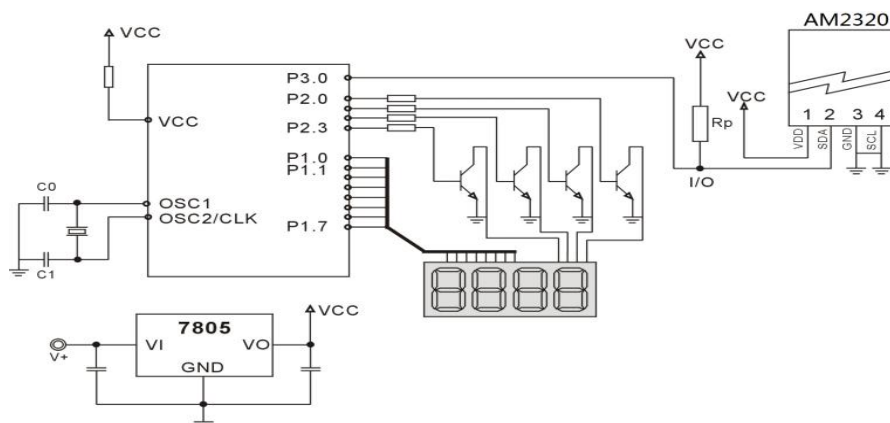 AM2320
VCC
VCC
VCC
Rp
1 2 3 4
VDD
SDA
GND
SCL
I/O
P3.0
P2.0
P2.3
P1.0
P1.1
P1.7
VCC
OSC1
OSC2/CLK
C0
C1
7805
VI
VO
GND
V+
VCC
8888